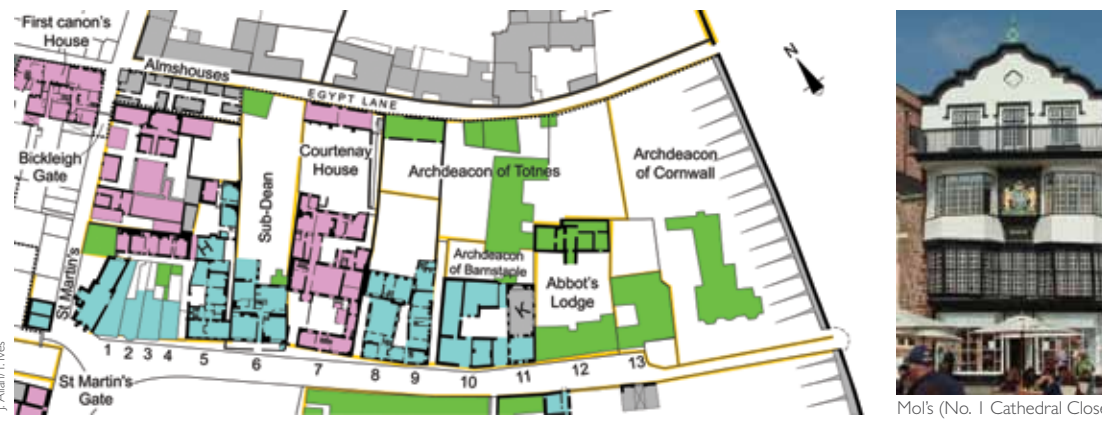 First canon's
House
Almshouses
EGYPT LANE
N
Bickleigh
Gate
Courtenay
House
Sub-Dean
Archdeacon of Totnes
Archdeacon
of Cornwall
St Martin's
H
Archdeacon
of Barnstaple
Abbot's
Lodge
K
1
2
3
4
5
6
7
8
9
10
11
12
13
St Martin's
Gate
Mol's (No. 1 Cathedral Close